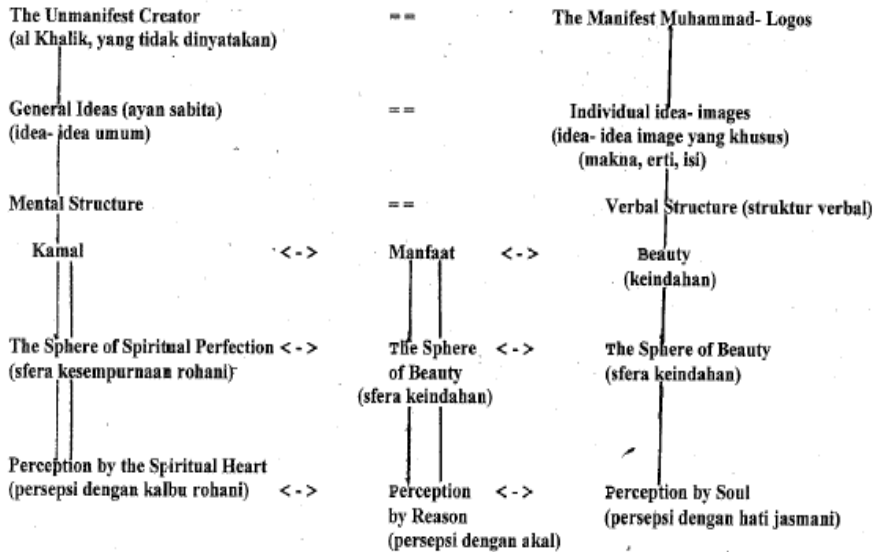 The Unmanifest Creator == The Manifest Muhammad- Logos
(al Khalik, yang tidak dinyatakan)
General Ideas (ayan sabita) == Individual idea- images
(idea- idea umum) (idea- idea image yang khusus)
(makna, erti, isi)
Mental Structure == Verbal Structure (struktur verbal)
Kamal <-> Manfaat <-> Beauty
(keindahan)
The Sphere of Spiritual Perfection <-> The Sphere <-> The Sphere of Beauty
(sfera kesempurnaan rohani) of Beauty (sfera keindahan)
(sfera keindahan)
Perception by the Spiritual Heart
(persepsi dengan kalbu rohani) <-> Perception <-> Perception by Soul
by Reason (persepsi dengan hati jasmani)
(persepsi dengan akal)